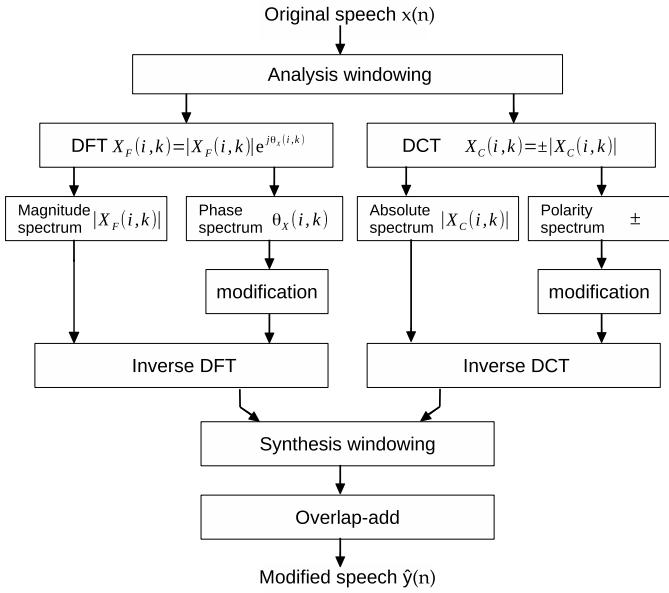 Original speech x(n)
Analysis windowing
DFT X_F(i,k)=|X_F(i,k)|e^{jθ_X(i,k)}
DCT X_C(i,k)=±|X_C(i,k)|
Magnitude
spectrum |X_F(i,k)|
Phase
spectrum θ_X(i,k)
Absolute
spectrum |X_C(i,k)|
Polarity
spectrum ±
modification
modification
Inverse DFT
Inverse DCT
Synthesis windowing
Overlap-add
Modified speech ŷ(n)